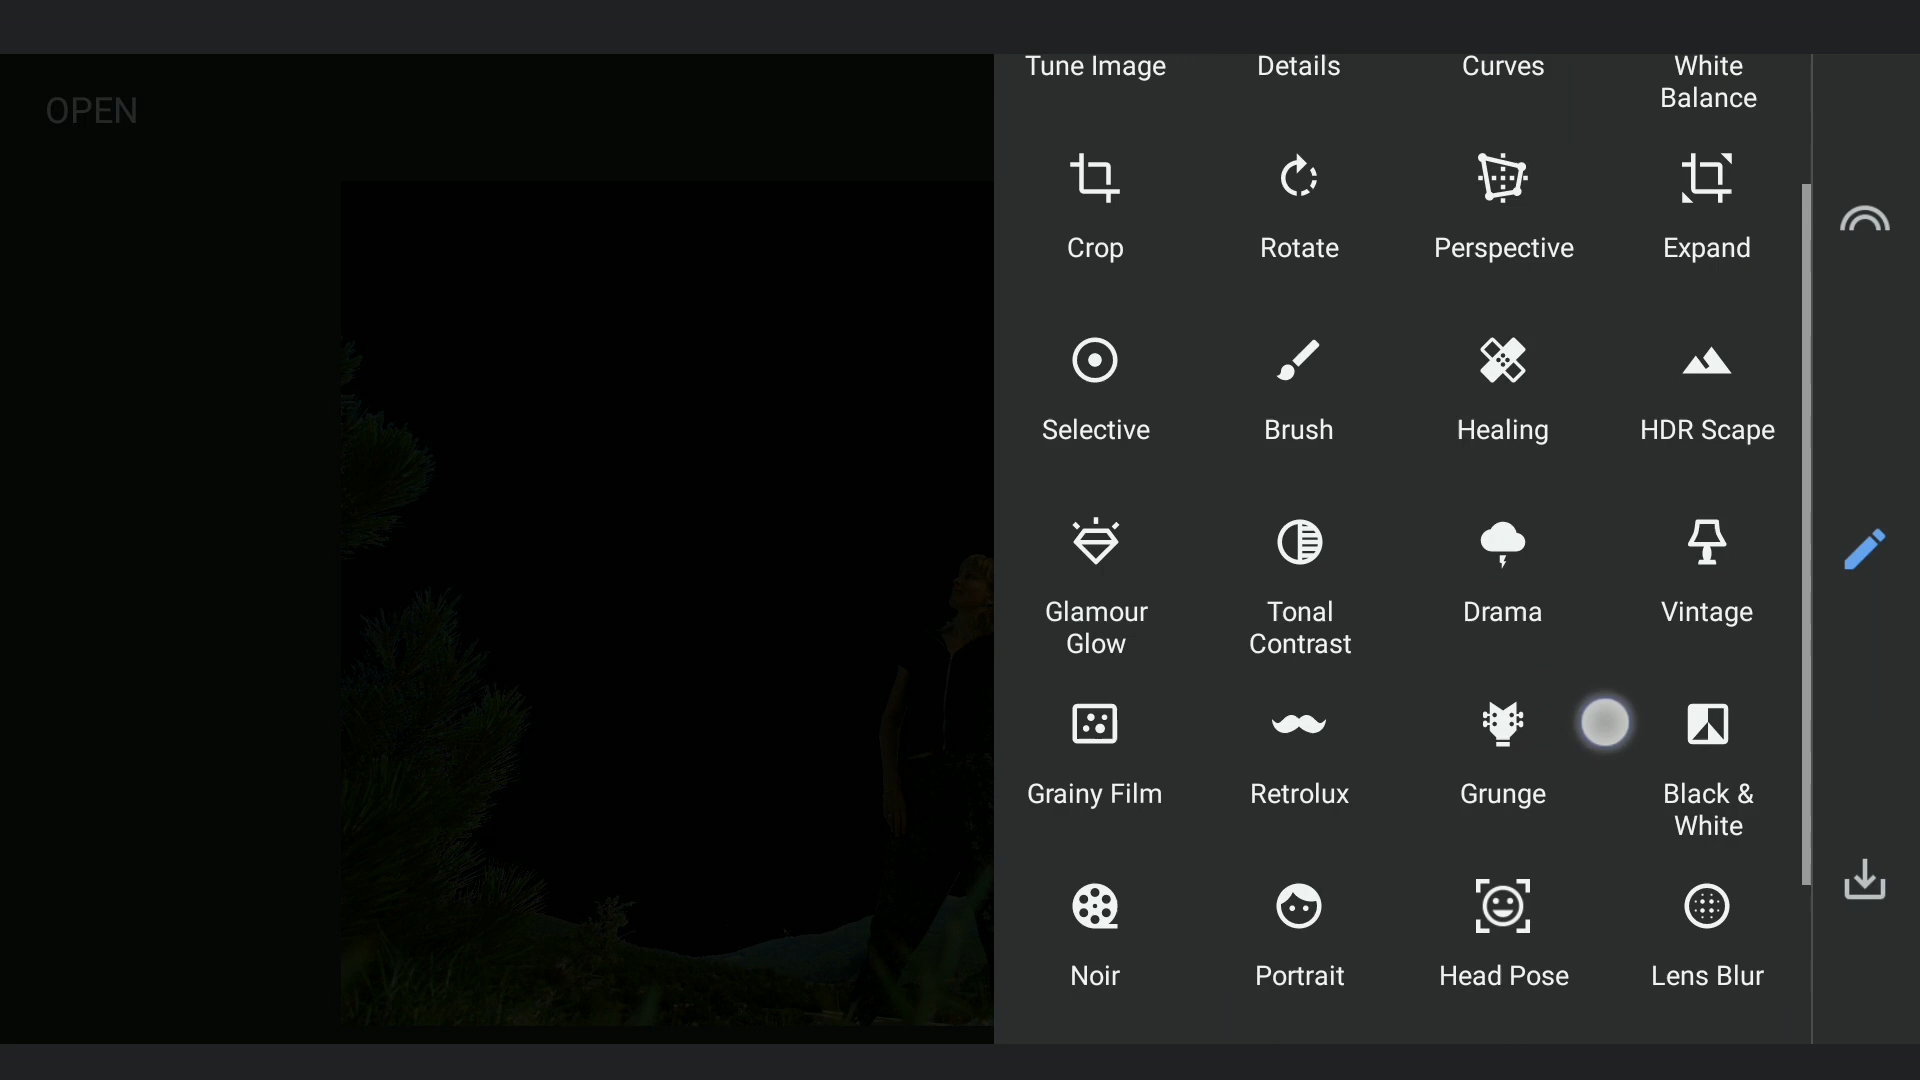 Tune Image Details Curves White
Balance
OPEN
Crop Rotate Perspective Expand
Selective Brush Healing HDR Scape
Glamour Tonal Drama Vintage
Glow Contrast
Grainy Film Retrolux Grunge Black &
White
Noir Portrait Head Pose Lens Blur